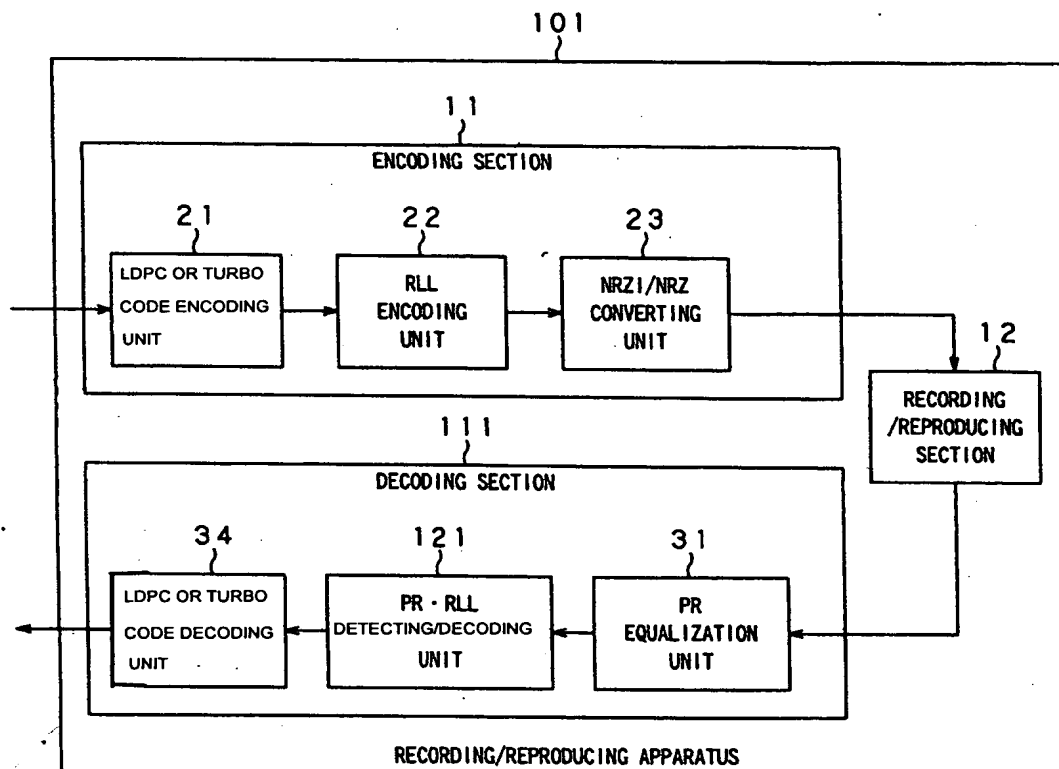 101
11
ENCODING SECTION
21
22
23
LDPC OR TURBO
CODE ENCODING
UNIT
RLL
ENCODING
UNIT
NRZI/NRZ
CONVERTING
UNIT
12
RECORDING
/REPRODUCING
SECTION
111
DECODING SECTION
34
121
31
LDPC OR TURBO
CODE DECODING
UNIT
PR·RLL
DETECTING/DECODING
UNIT
PR
EQUALIZATION
UNIT
RECORDING/REPRODUCING APPARATUS